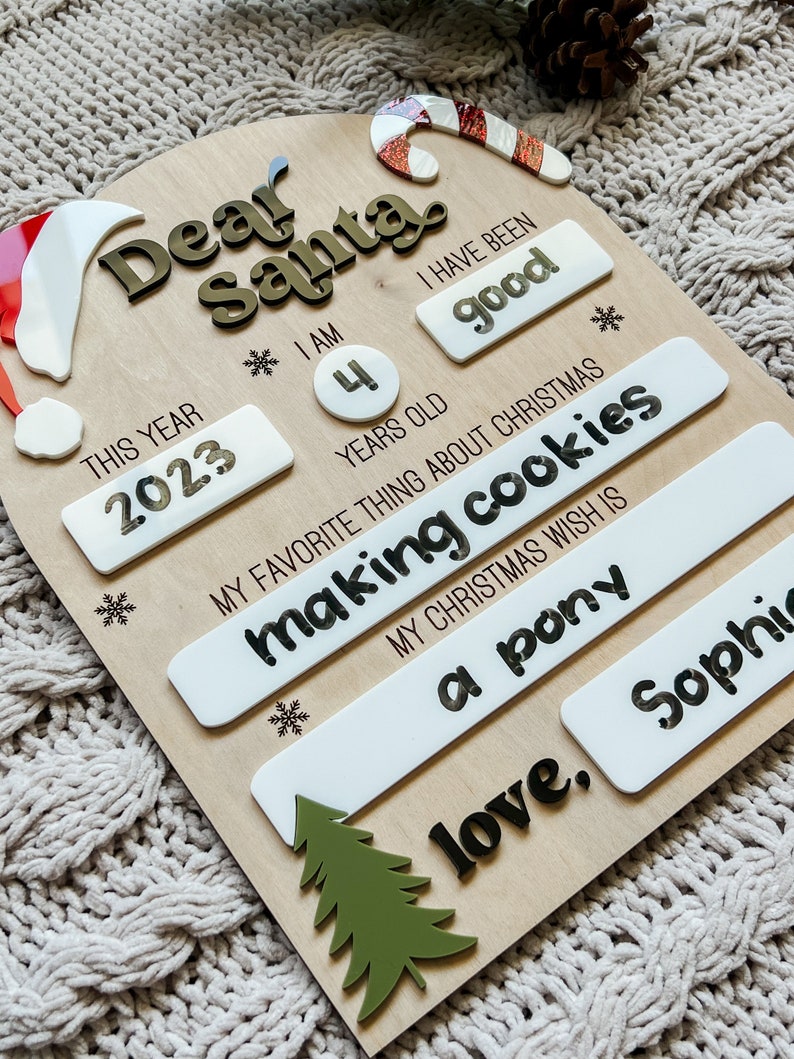 Dear
Santa
THIS YEAR
2023
I AM
4
YEARS OLD
I HAVE BEEN
good
MY FAVORITE THING ABOUT CHRISTMAS
making cookies
MY CHRISTMAS WISH IS
a pony
love,
Sophie